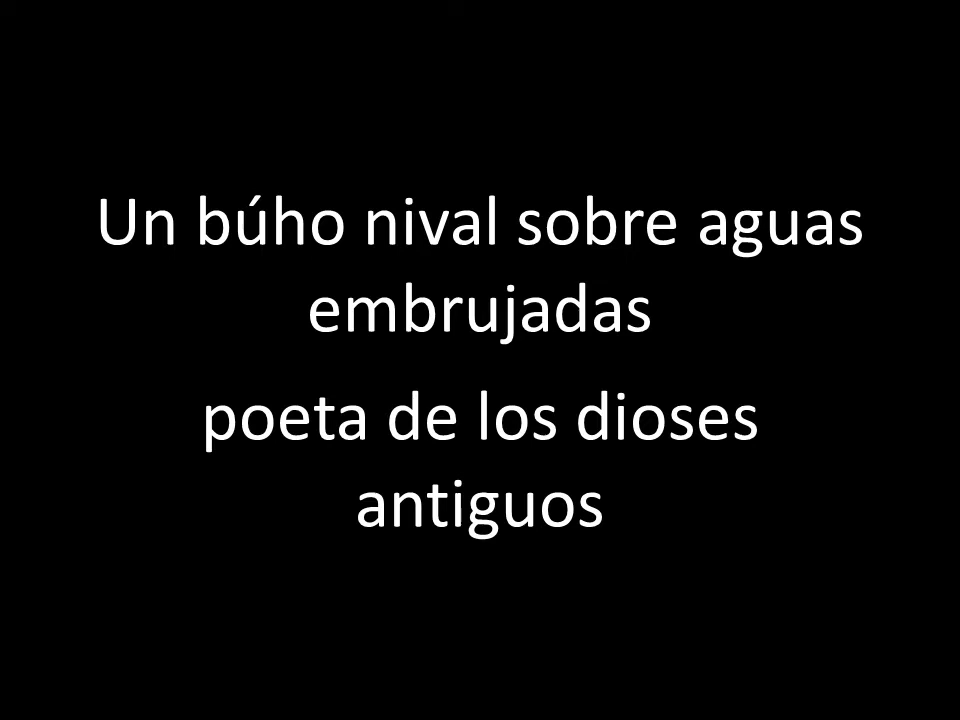 Un búho nival sobre aguas
embrujadas
poeta de los dioses
antiguos